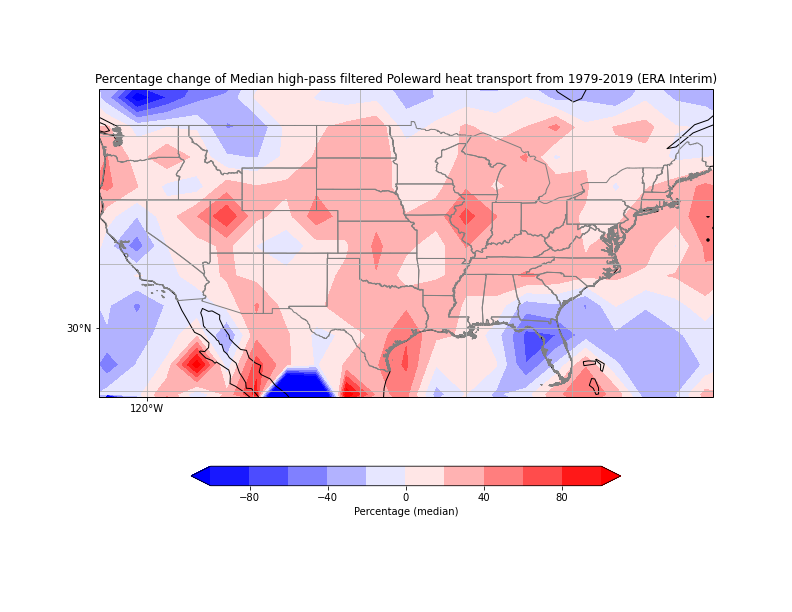 Percentage change of Median high-pass filtered Poleward heat transport from 1979-2019 (ERA Interim)
30°N
120°W
−80 −40 0 40 80
Percentage (median)